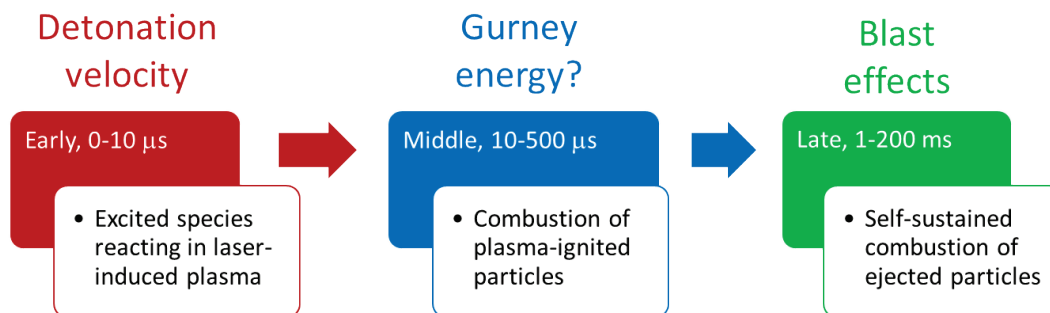 Detonation
velocity
Early, 0-10 μs
• Excited species
reacting in laser-
induced plasma
Gurney
energy?
Middle, 10-500 μs
• Combustion of
plasma-ignited
particles
Blast
effects
Late, 1-200 ms
• Self-sustained
combustion of
ejected particles